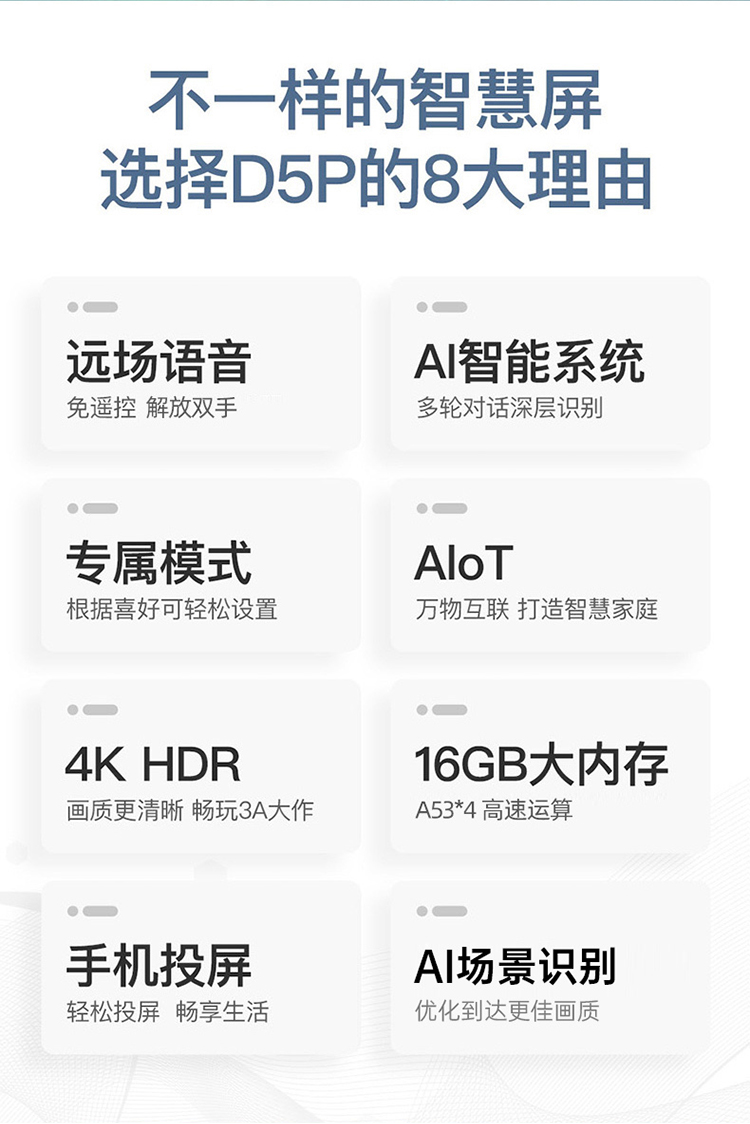 不一样的智慧屏
选择D5P的8大理由
远场语音
免遥控 解放双手
AI智能系统
多轮对话深层识别
专属模式
根据喜好可轻松设置
AIoT
万物互联 打造智慧家庭
4K HDR
画质更清晰 畅玩3A大作
16GB大内存
A53*4 高速运算
手机投屏
轻松投屏 畅享生活
AI场景识别
优化到达更佳画质